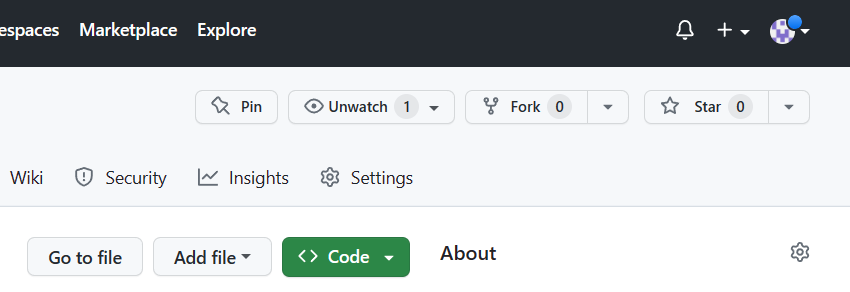 espaces Marketplace Explore
Pin Unwatch 1 Fork 0 Star 0
Wiki Security Insights Settings
Go to file Add file Code About